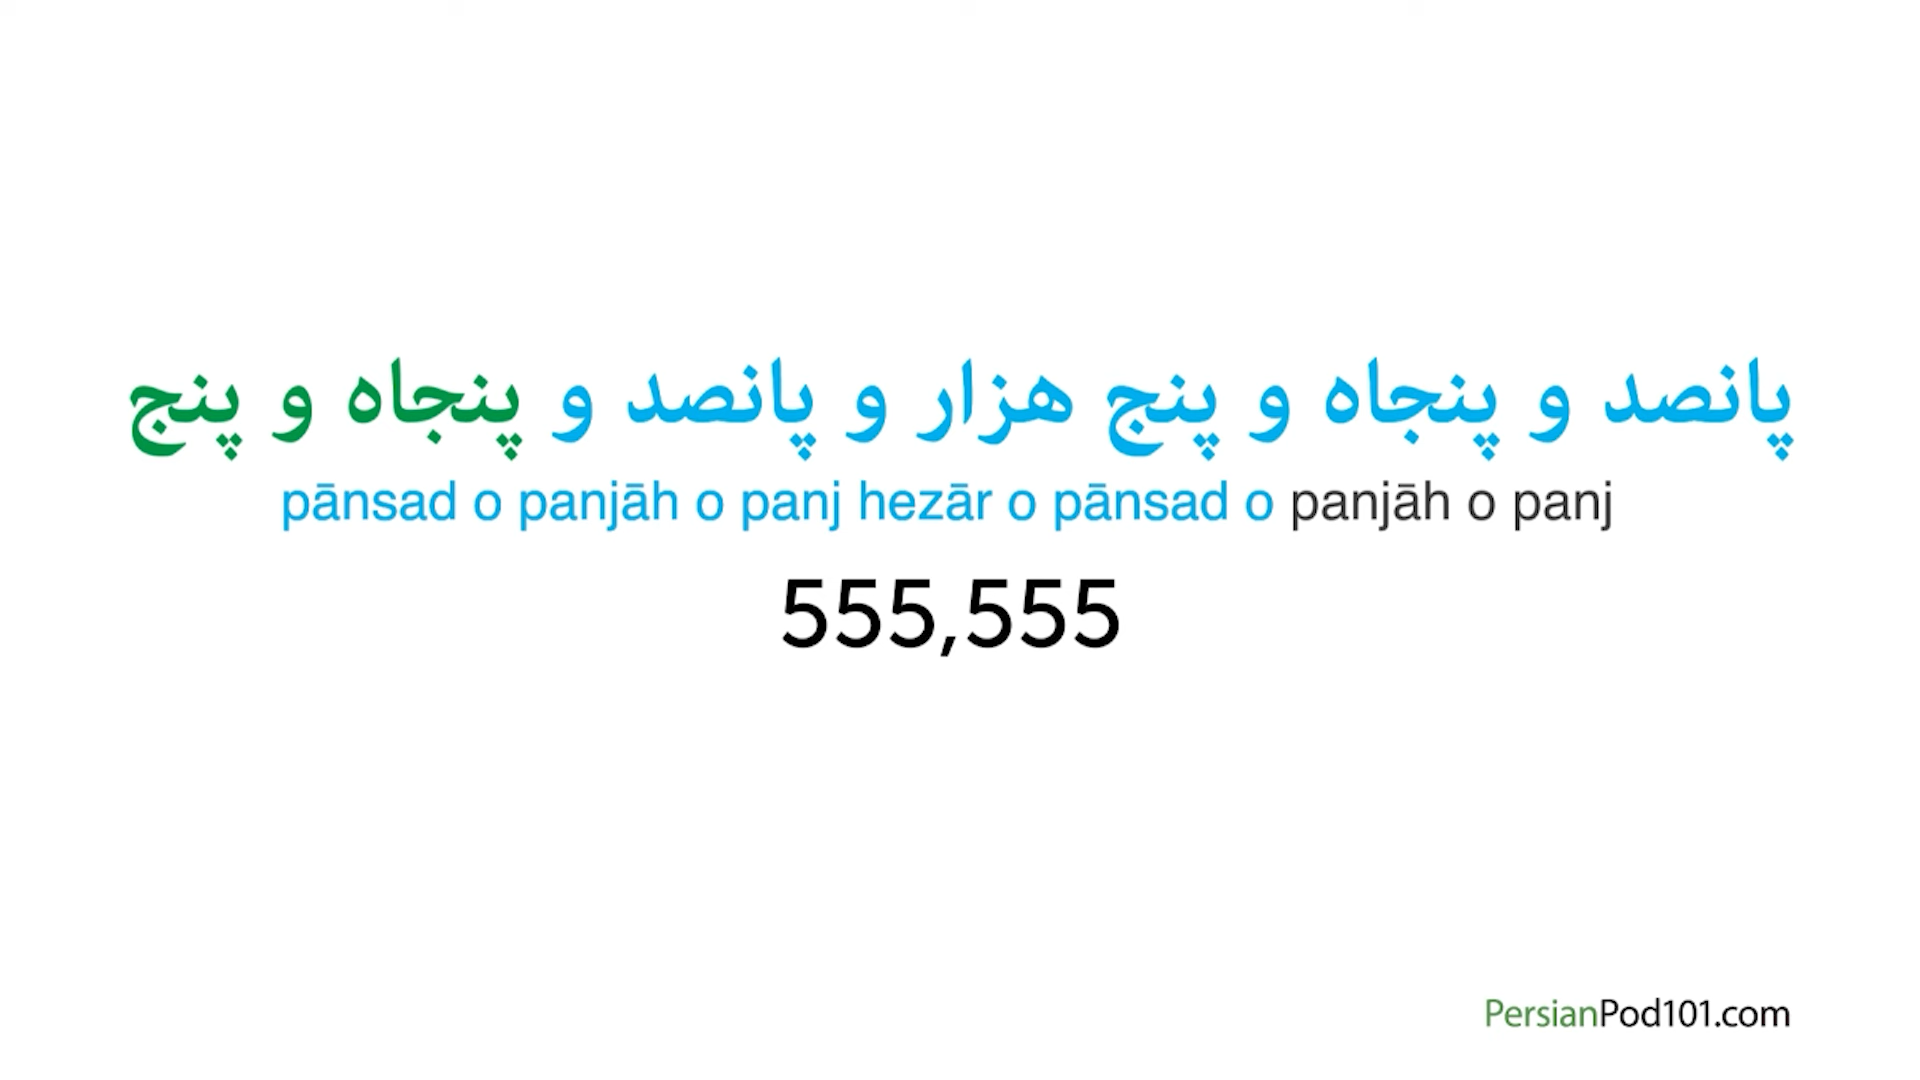 پانصد و پنجاه و پنج هزار و پانصد و پنجاه و پنج
pānsad o panjāh o panj hezār o pānsad o panjāh o panj
555,555
PersianPod101.com